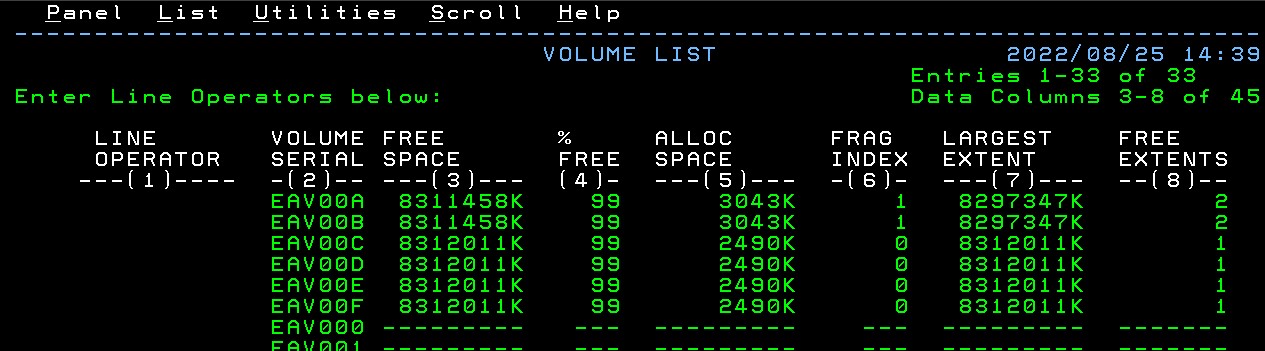 Panel  List  Utilities  Scroll  Help
-------------------------------------------------------------------------------
VOLUME LIST 2022/08/25 14:39
Entries 1-33 of 33
Enter Line Operators below: Data Columns 3-8 of 45
LINE VOLUME FREE % ALLOC FRAG LARGEST FREE
OPERATOR SERIAL SPACE FREE SPACE INDEX EXTENT EXTENTS
---(1)---- -(2)-- ---(3)--- (4)- ---(5)--- -(6)- ---(7)--- --(8)--
EAV00A 8311458K 99 3043K 1 8297347K 2
EAV00B 8311458K 99 3043K 1 8297347K 2
EAV00C 8312011K 99 2490K 0 8312011K 1
EAV00D 8312011K 99 2490K 0 8312011K 1
EAV00E 8312011K 99 2490K 0 8312011K 1
EAV00F 8312011K 99 2490K 0 8312011K 1
EAV000 --------- --- --------- --- --------- -------
EAV001 --------- --- --------- --- --------- -------